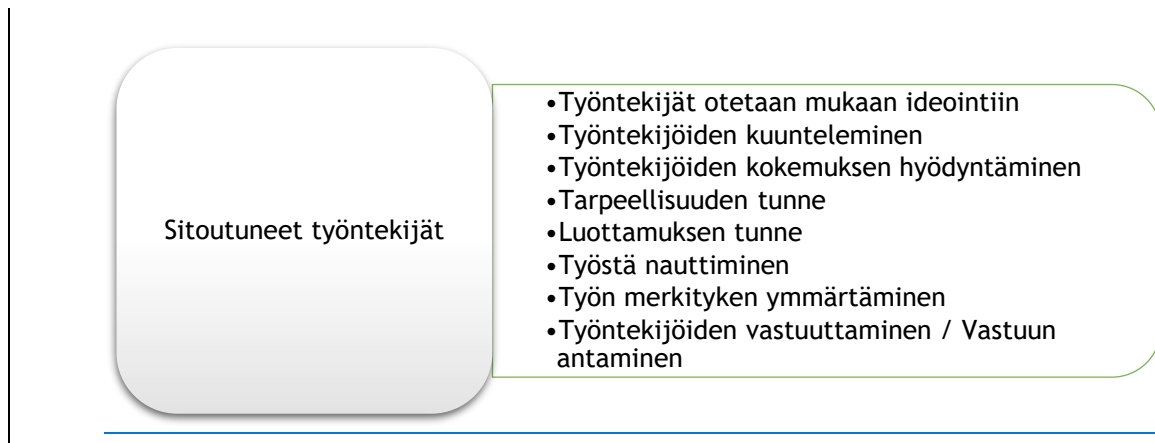 Sitoutuneet työntekijät
•Työntekijät otetaan mukaan ideointiin
•Työntekijöiden kuunteleminen
•Työntekijöiden kokemuksen hyödyntäminen
•Tarpeellisuuden tunne
•Luottamuksen tunne
•Työstä nauttiminen
•Työn merkityken ymmärtäminen
•Työntekijöiden vastuuttaminen / Vastuun
antaminen